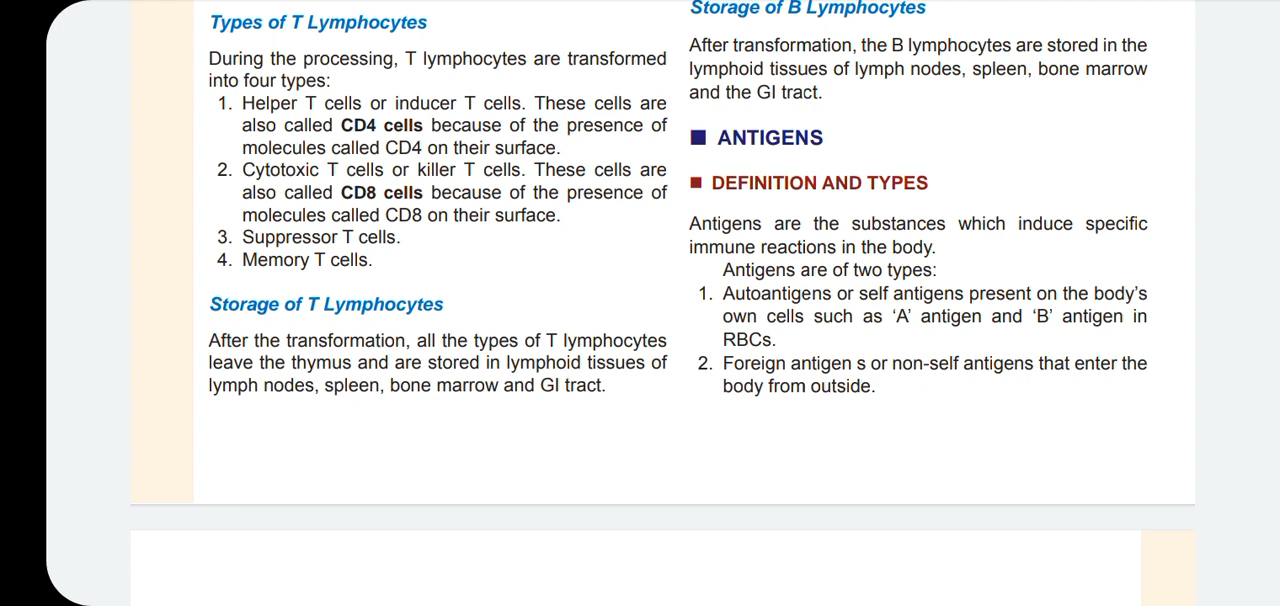 Types of T Lymphocytes
During the processing, T lymphocytes are transformed
into four types:
1. Helper T cells or inducer T cells. These cells are
also called CD4 cells because of the presence of
molecules called CD4 on their surface.
2. Cytotoxic T cells or killer T cells. These cells are
also called CD8 cells because of the presence of
molecules called CD8 on their surface.
3. Suppressor T cells.
4. Memory T cells.
Storage of T Lymphocytes
After the transformation, all the types of T lymphocytes
leave the thymus and are stored in lymphoid tissues of
lymph nodes, spleen, bone marrow and GI tract.
Storage of B Lymphocytes
After transformation, the B lymphocytes are stored in the
lymphoid tissues of lymph nodes, spleen, bone marrow
and the GI tract.
■ ANTIGENS
■ DEFINITION AND TYPES
Antigens are the substances which induce specific
immune reactions in the body.
Antigens are of two types:
1. Autoantigens or self antigens present on the body’s
own cells such as ‘A’ antigen and ‘B’ antigen in
RBCs.
2. Foreign antigen s or non-self antigens that enter the
body from outside.